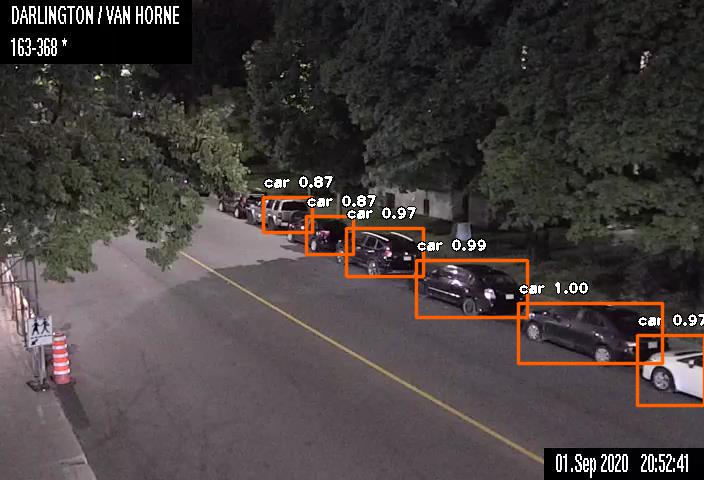 DARLINGTON / VAN HORNE
163-368 *
car 0.87
car 0.87
car 0.97
car 0.99
car 1.00
car 0.97
01.Sep 2020 20:52:41